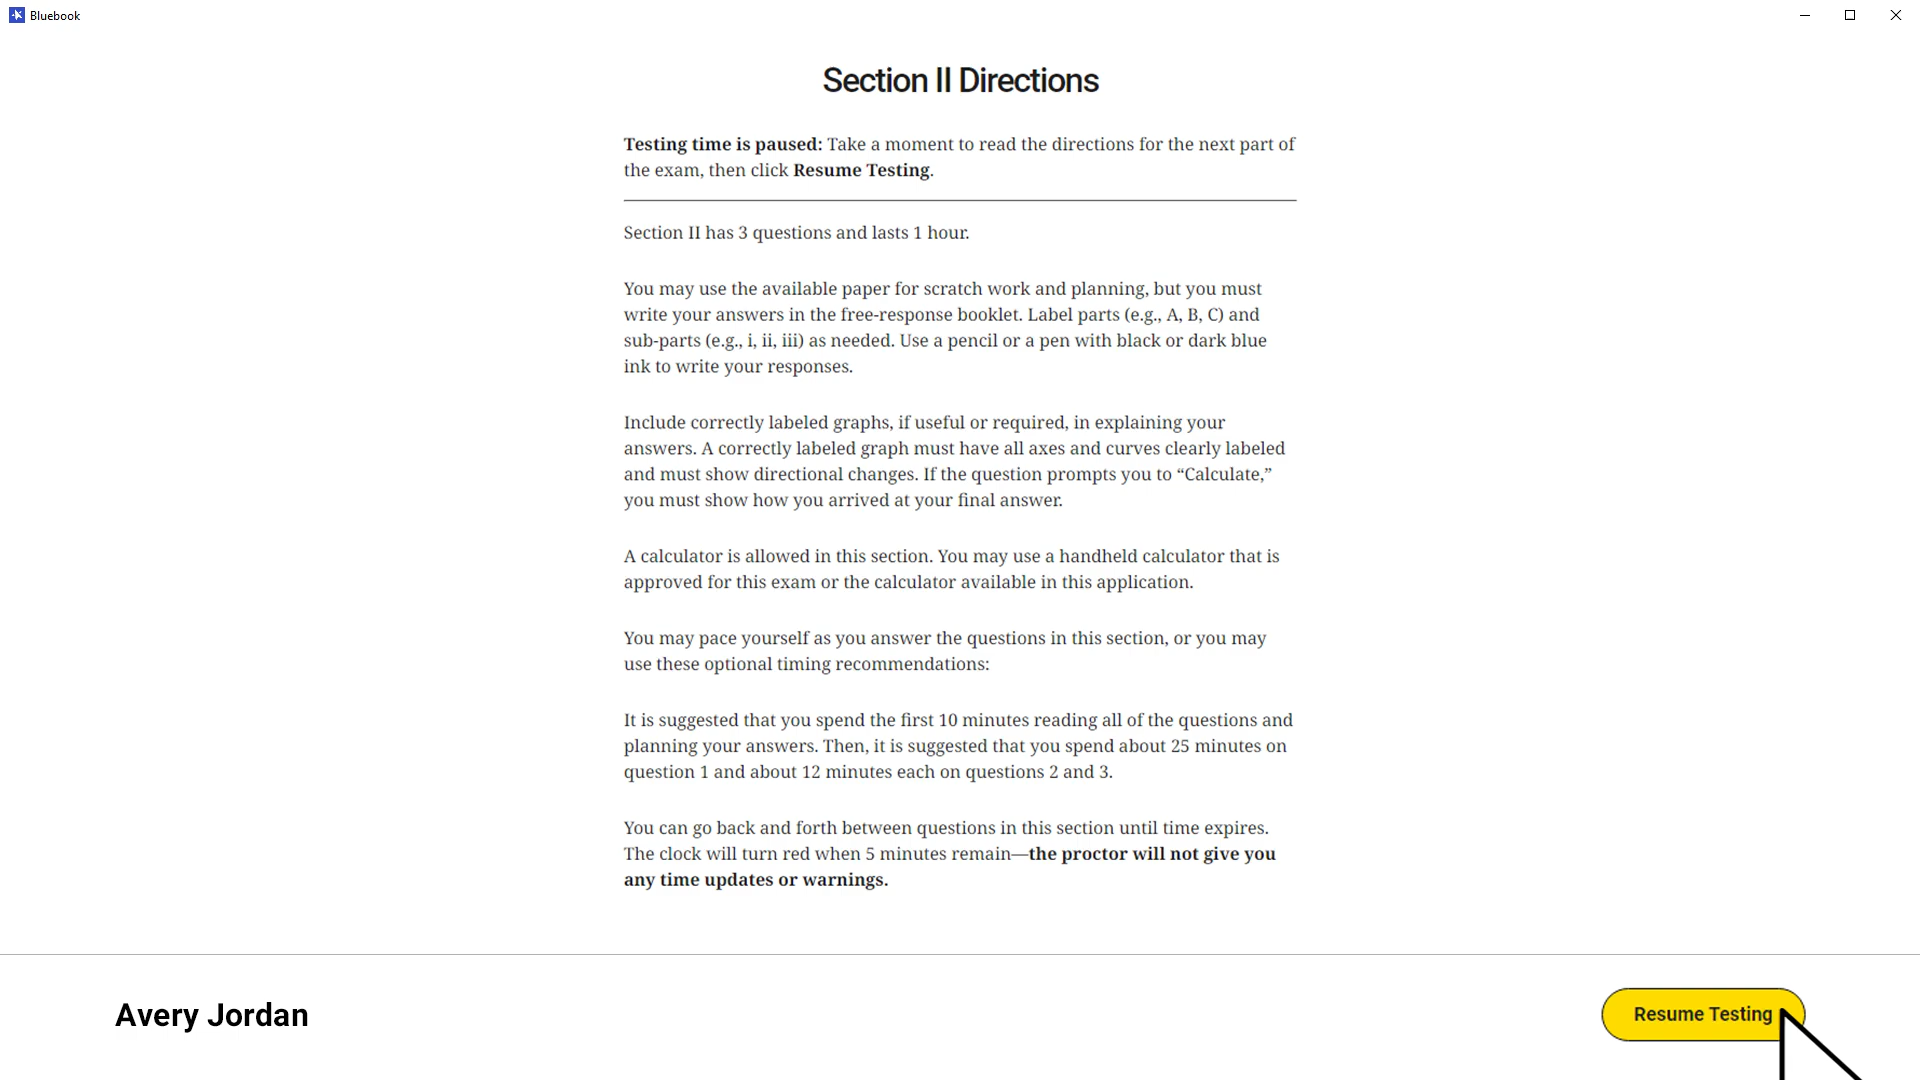 Bluebook
Section II Directions
Testing time is paused: Take a moment to read the directions for the next part of
the exam, then click Resume Testing.
Section II has 3 questions and lasts 1 hour.
You may use the available paper for scratch work and planning, but you must
write your answers in the free-response booklet. Label parts (e.g., A, B, C) and
sub-parts (e.g., i, ii, iii) as needed. Use a pencil or a pen with black or dark blue
ink to write your responses.
Include correctly labeled graphs, if useful or required, in explaining your
answers. A correctly labeled graph must have all axes and curves clearly labeled
and must show directional changes. If the question prompts you to “Calculate,”
you must show how you arrived at your final answer.
A calculator is allowed in this section. You may use a handheld calculator that is
approved for this exam or the calculator available in this application.
You may pace yourself as you answer the questions in this section, or you may
use these optional timing recommendations:
It is suggested that you spend the first 10 minutes reading all of the questions and
planning your answers. Then, it is suggested that you spend about 25 minutes on
question 1 and about 12 minutes each on questions 2 and 3.
You can go back and forth between questions in this section until time expires.
The clock will turn red when 5 minutes remain—the proctor will not give you
any time updates or warnings.
Avery Jordan
Resume Testing